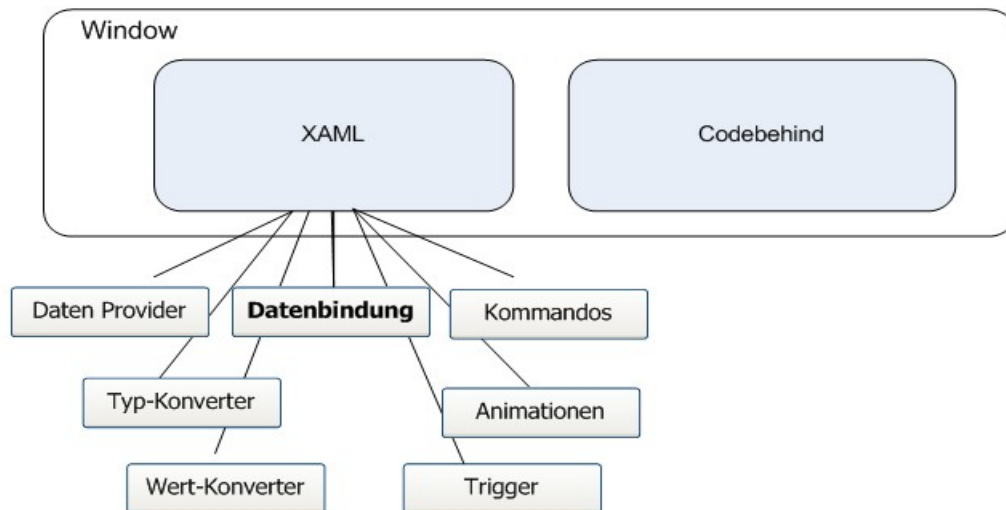 Window
XAML
Codebehind
Daten Provider
Datenbindung
Kommandos
Typ-Konverter
Animationen
Wert-Konverter
Trigger